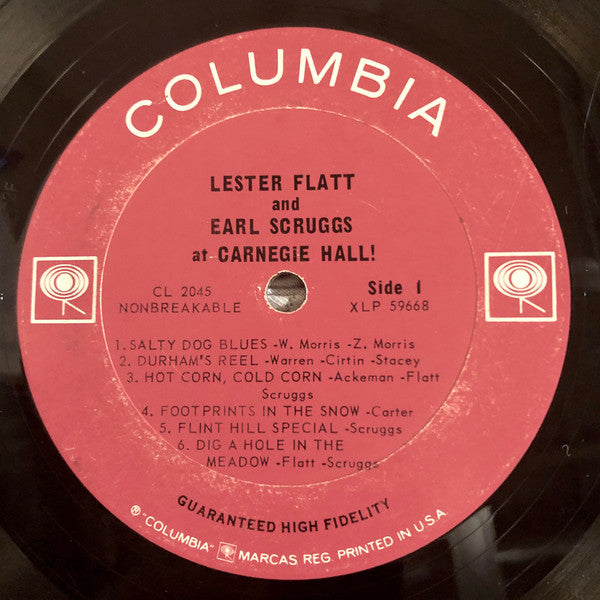 COLUMBIA
LESTER FLATT
and
EARL SCRUGGS
at CARNEGiE HALL!
CL 2045
NONBREAKABLE
Side 1
XLP 59668
1. SALTY DOG BLUES -W. Morris -Z. Morris
2. DURHAM'S REEL -Warren -Cirtin -Stacey
3. HOT CORN, COLD CORN -Ackeman -Flatt
Scruggs
4. FOOTPRINTS IN THE SNOW -Carter
5. FLINT HILL SPECIAL -Scruggs
6. DIG A HOLE IN THE
MEADOW -Flatt -Scruggs
GUARANTEED HIGH FIDELITY
® "COLUMBIA" MARCAS REG. PRINTED IN U.S.A.